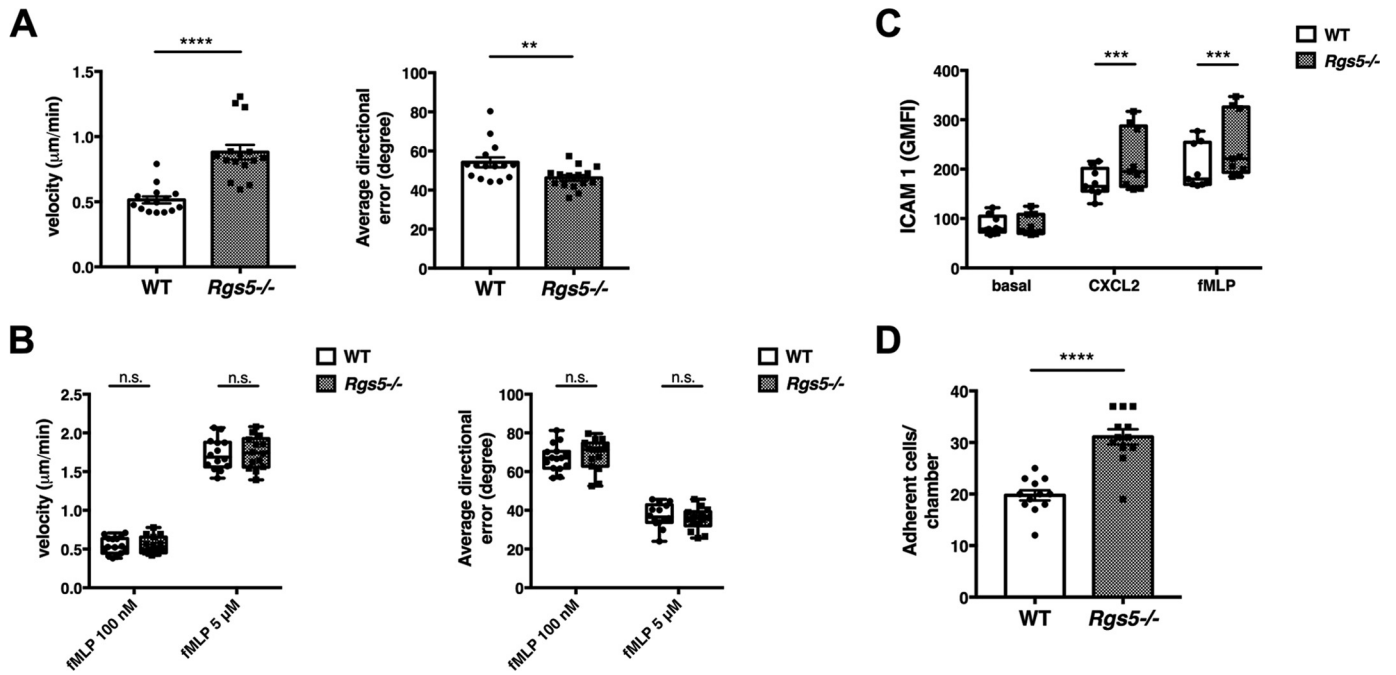 A
velocity (μm/min)
1.5
1.0
0.5
0.0
****
WT
Rgs5-/-
Average directional
error (degree)
100
80
60
40
20
0
**
WT
Rgs5-/-
B
velocity (μm/min)
2.5
2.0
1.5
1.0
0.5
0.0
n.s.
n.s.
WT
Rgs5-/-
fMLP 100 nM
fMLP 5 μM
Average directional
error (degree)
100
80
60
40
20
0
n.s.
n.s.
WT
Rgs5-/-
fMLP 100 nM
fMLP 5 μM
C
ICAM 1 (GMFI)
400
300
200
100
0
***
***
WT
Rgs5-/-
basal
CXCL2
fMLP
D
Adherent cells/
chamber
40
30
20
10
0
****
WT
Rgs5-/-